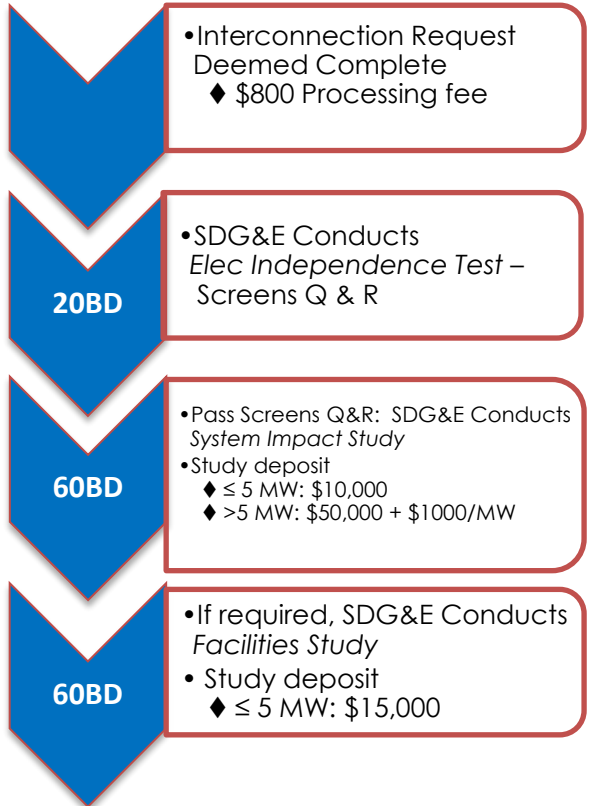 •Interconnection Request
Deemed Complete
♦ $800 Processing fee
20BD
•SDG&E Conducts
Elec Independence Test –
Screens Q & R
60BD
•Pass Screens Q&R: SDG&E Conducts
System Impact Study
•Study deposit
♦ ≤ 5 MW: $10,000
♦ >5 MW: $50,000 + $1000/MW
60BD
•If required, SDG&E Conducts
Facilities Study
• Study deposit
♦ ≤ 5 MW: $15,000